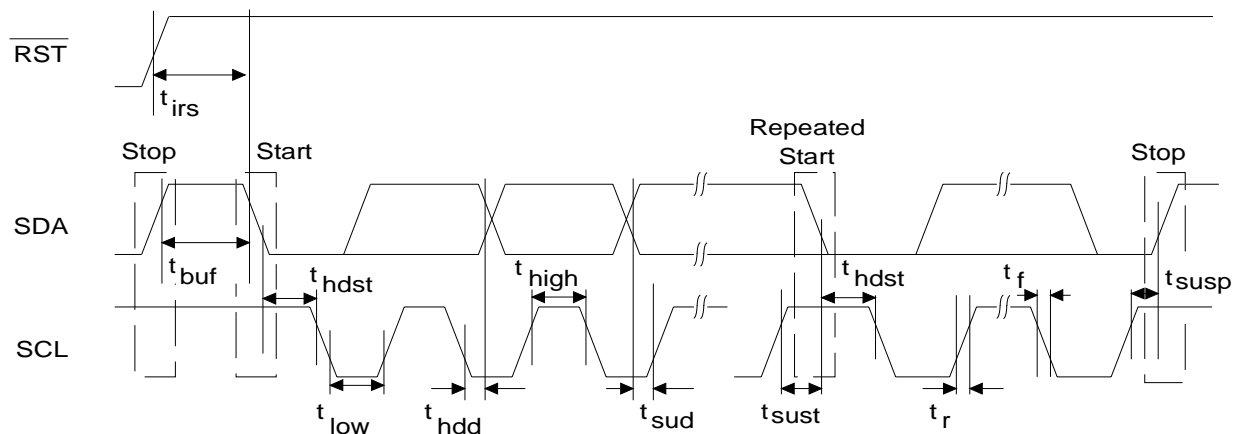 RST
t irs
Repeated
Stop Start Start Stop
SDA
t buf t hdst t high t hdst t f t susp
SCL
t low t hdd t sud t sust t r